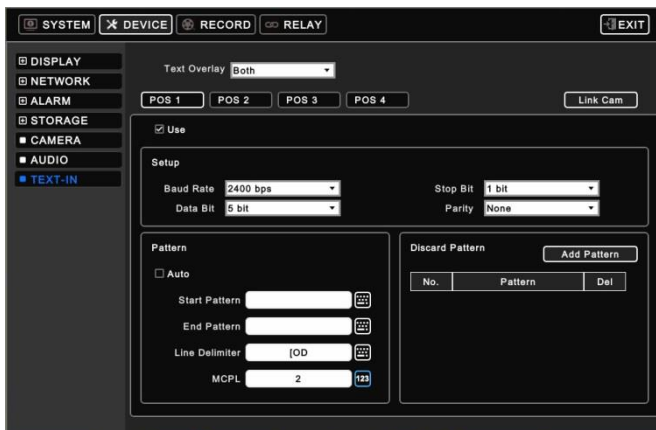 SYSTEM DEVICE RECORD RELAY EXIT
DISPLAY
NETWORK
ALARM
STORAGE
CAMERA
AUDIO
TEXT-IN
Text Overlay Both
POS 1 POS 2 POS 3 POS 4 Link Cam
Use
Setup
Baud Rate 2400 bps Stop Bit 1 bit
Data Bit 5 bit Parity None
Pattern
Auto
Start Pattern
End Pattern
Line Delimiter [OD
MCPL 2 123
Discard Pattern Add Pattern
No. Pattern Del